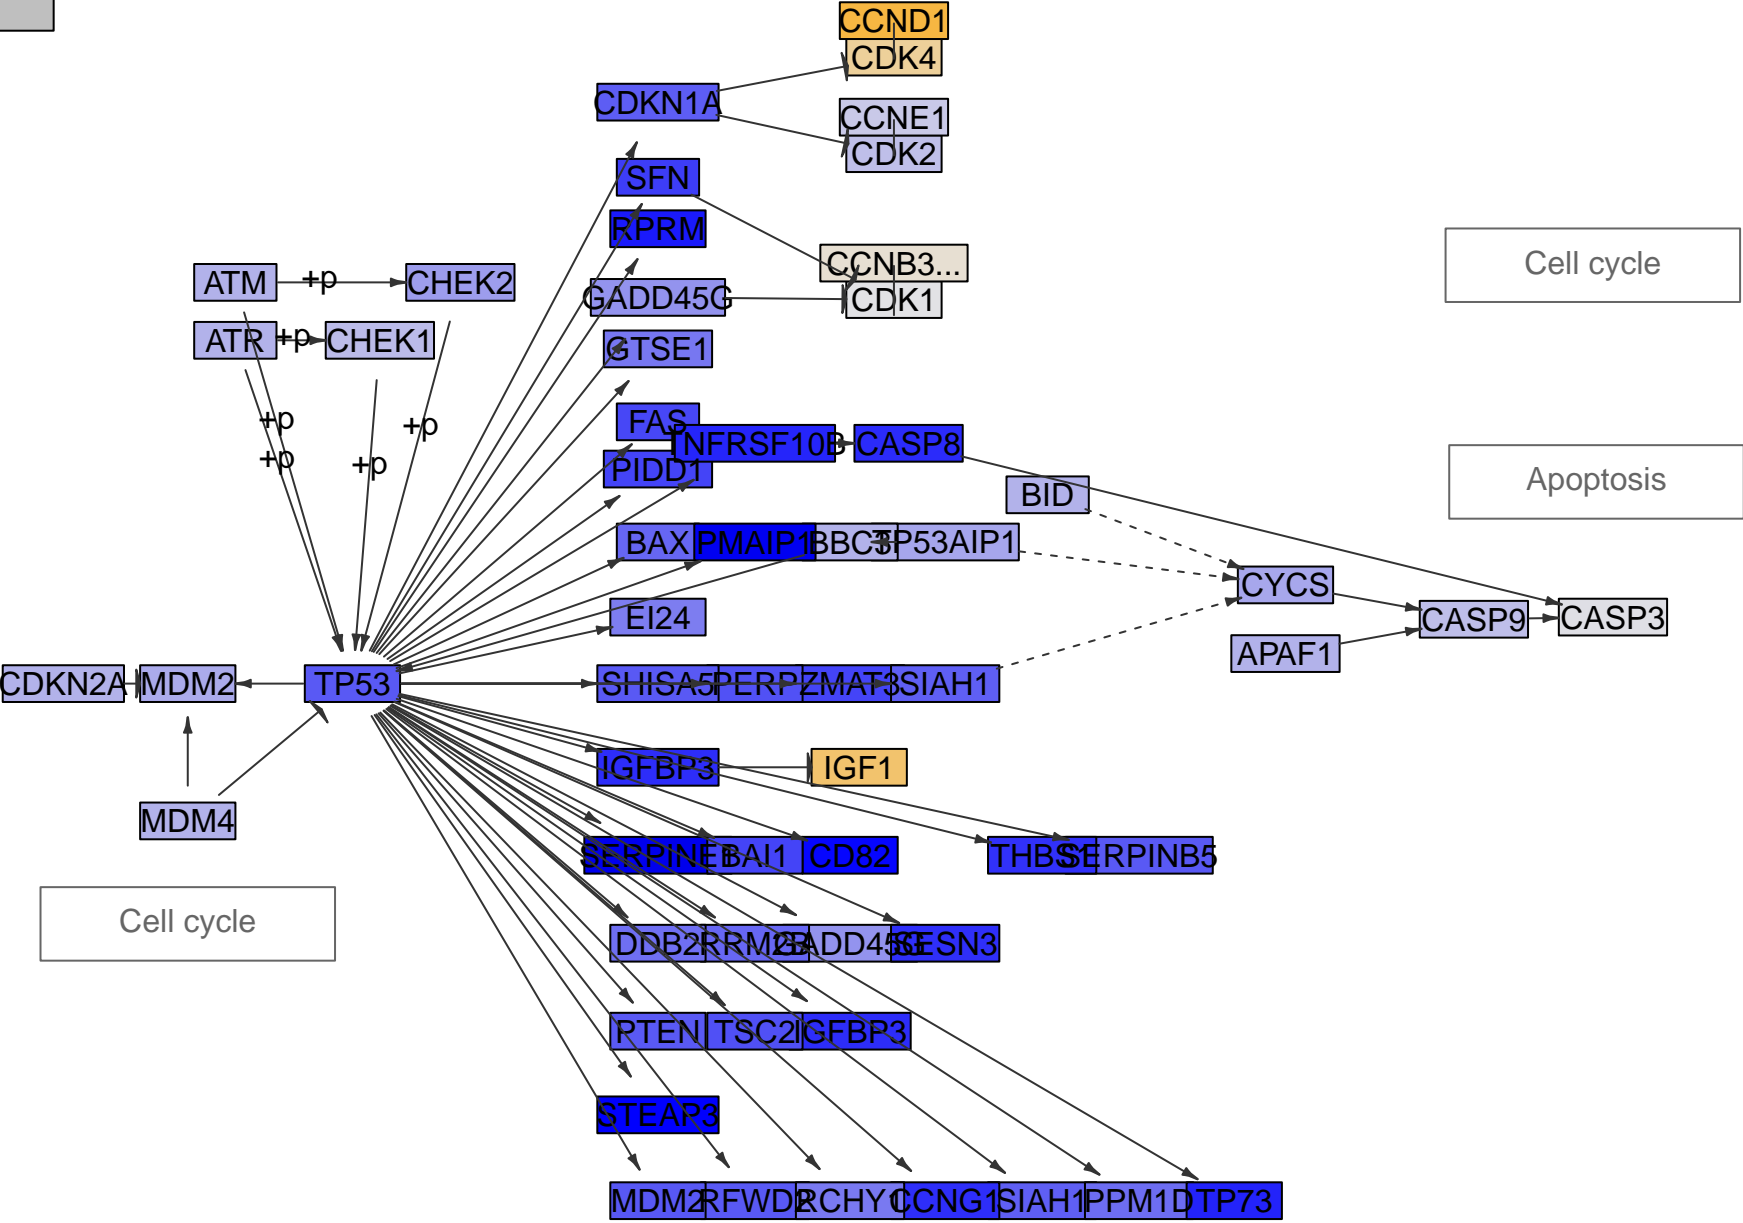 CCND1
CDK4
CDKN1A
CCNE1
CDK2
SFN
RPRM
CCNB3...
Cell cycle
ATM
+p
CHEK2
GADD45G
CDK1
ATR
+p
CHEK1
GTSE1
+p
+p
FAS
TNFRSF10B
CASP8
+p
+p
PIDD1
Apoptosis
BID
BAX
PMAIP1
BBC3
TP53AIP1
CYCS
EI24
CASP9
CASP3
APAF1
CDKN2A
MDM2
TP53
SHISA5
PERP
ZMAT3
SIAH1
IGFBP3
IGF1
MDM4
SERPINE1
BAI1
CD82
THBS1
SERPINB5
Cell cycle
DDB2
RRM2B
GADD45G
SESN3
PTEN
TSC2
IGFBP3
STEAP3
MDM2
RFWD2
RCHY1
CCNG1
SIAH1
PPM1D
TP73